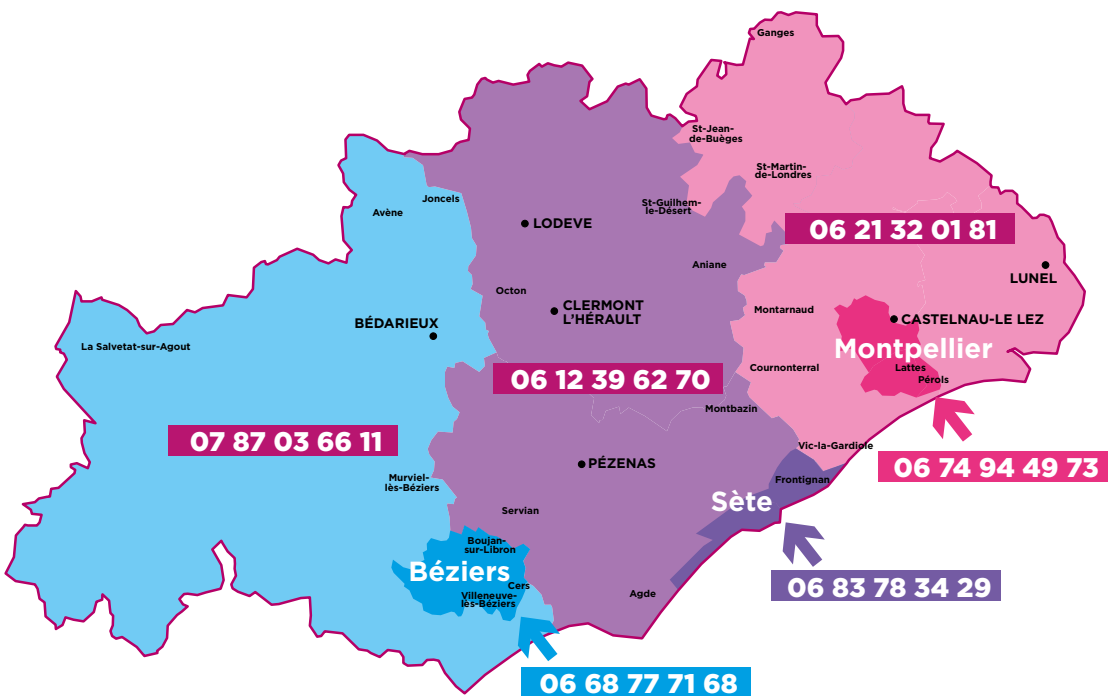 Ganges
St-Jean-
de-Buèges
St-Martin-
de-Londres
Joncels
Avène
St-Guilhem-
le-Désert
LODEVE
06 21 32 01 81
Aniane
LUNEL
Octon
CLERMONT
L'HÉRAULT
Montarnaud
CASTELNAU-LE LEZ
BÉDARIEUX
La Salvetat-sur-Agout
Montpellier
Cournonterral
Lattes
Pérols
06 12 39 62 70
Montbazin
07 87 03 66 11
Vic-la-Gardiole
PÉZENAS
06 74 94 49 73
Murviel-
lès-Béziers
Frontignan
Sète
Servian
Boujan-
sur-Libron
Béziers
Cers
Villeneuve-
lès-Béziers
Agde
06 83 78 34 29
06 68 77 71 68